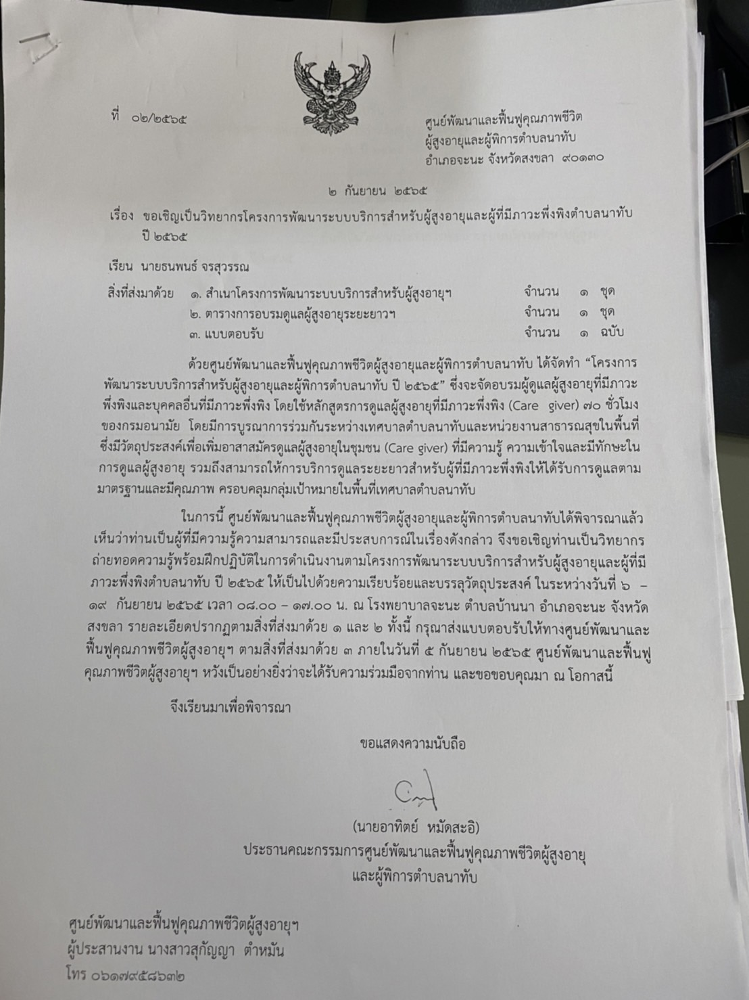 ที่ ๐๒/๒๕๖๕
ศูนย์พัฒนาและฟื้นฟูคุณภาพชีวิต
ผู้สูงอายุและผู้พิการตำบลนาทับ
อำเภอจะนะ จังหวัดสงขลา ๙๐๑๓๐
๒ กันยายน ๒๕๖๕
เรื่อง ขอเชิญเป็นวิทยากรโครงการพัฒนาระบบบริการสำหรับผู้สูงอายุและผู้ที่มีภาวะพึ่งพิงตำบลนาทับ
ปี ๒๕๖๕
เรียน นายธนพนธ์ จรสุวรรณ
สิ่งที่ส่งมาด้วย ๑. สำเนาโครงการพัฒนาระบบบริการสำหรับผู้สูงอายุฯ จำนวน ๑ ชุด
๒. ตารางการอบรมดูแลผู้สูงอายุระยะยาวฯ จำนวน ๑ ชุด
๓. แบบตอบรับ จำนวน ๑ ฉบับ
ด้วยศูนย์พัฒนาและฟื้นฟูคุณภาพชีวิตผู้สูงอายุและผู้พิการตำบลนาทับ ได้จัดทำ “โครงการ
พัฒนาระบบบริการสำหรับผู้สูงอายุและผู้พิการตำบลนาทับ ปี ๒๕๖๕” ซึ่งจะจัดอบรมผู้ดูแลผู้สูงอายุที่มีภาวะ
พึ่งพิงและบุคคลอื่นที่มีภาวะพึ่งพิง โดยใช้หลักสูตรการดูแลผู้สูงอายุที่มีภาวะพึ่งพิง (Care giver) ๗๐ ชั่วโมง
ของกรมอนามัย โดยมีการบูรณาการร่วมกันระหว่างเทศบาลตำบลนาทับและหน่วยงานสาธารณสุขในพื้นที่
ซึ่งมีวัตถุประสงค์เพื่อเพิ่มอาสาสมัครดูแลผู้สูงอายุในชุมชน (Care giver) ที่มีความรู้ ความเข้าใจและมีทักษะใน
การดูแลผู้สูงอายุ รวมถึงสามารถให้การบริการดูแลระยะยาวสำหรับผู้ที่มีภาวะพึ่งพิงให้ได้รับการดูแลตาม
มาตรฐานและมีคุณภาพ ครอบคลุมกลุ่มเป้าหมายในพื้นที่เทศบาลตำบลนาทับ
ในการนี้ ศูนย์พัฒนาและฟื้นฟูคุณภาพชีวิตผู้สูงอายุและผู้พิการตำบลนาทับได้พิจารณาแล้ว
เห็นว่าท่านเป็นผู้ที่มีความรู้ความสามารถและมีประสบการณ์ในเรื่องดังกล่าว จึงขอเชิญท่านเป็นวิทยากร
ถ่ายทอดความรู้พร้อมฝึกปฏิบัติในการดำเนินงานตามโครงการพัฒนาระบบบริการสำหรับผู้สูงอายุและผู้ที่มี
ภาวะพึ่งพิงตำบลนาทับ ปี ๒๕๖๕ ให้เป็นไปด้วยความเรียบร้อยและบรรลุวัตถุประสงค์ ในระหว่างวันที่ ๖ –
๑๙ กันยายน ๒๕๖๕ เวลา ๐๘.๐๐ – ๑๗.๐๐ น. ณ โรงพยาบาลจะนะ ตำบลบ้านนา อำเภอจะนะ จังหวัด
สงขลา รายละเอียดปรากฏตามสิ่งที่ส่งมาด้วย ๑ และ ๒ ทั้งนี้ กรุณาส่งแบบตอบรับให้ทางศูนย์พัฒนาและ
ฟื้นฟูคุณภาพชีวิตผู้สูงอายุฯ ตามสิ่งที่ส่งมาด้วย ๓ ภายในวันที่ ๕ กันยายน ๒๕๖๕ ศูนย์พัฒนาและฟื้นฟู
คุณภาพชีวิตผู้สูงอายุฯ หวังเป็นอย่างยิ่งว่าจะได้รับความร่วมมือจากท่าน และขอขอบคุณมา ณ โอกาสนี้
จึงเรียนมาเพื่อพิจารณา
ขอแสดงความนับถือ
(นายอาทิตย์ หมัดสะอิ)
ประธานคณะกรรมการศูนย์พัฒนาและฟื้นฟูคุณภาพชีวิตผู้สูงอายุ
และผู้พิการตำบลนาทับ
ศูนย์พัฒนาและฟื้นฟูคุณภาพชีวิตผู้สูงอายุฯ
ผู้ประสานงาน นางสาวสุกัญญา ตำหมัน
โทร ๐๖๑๗๙๕๘๖๓๒